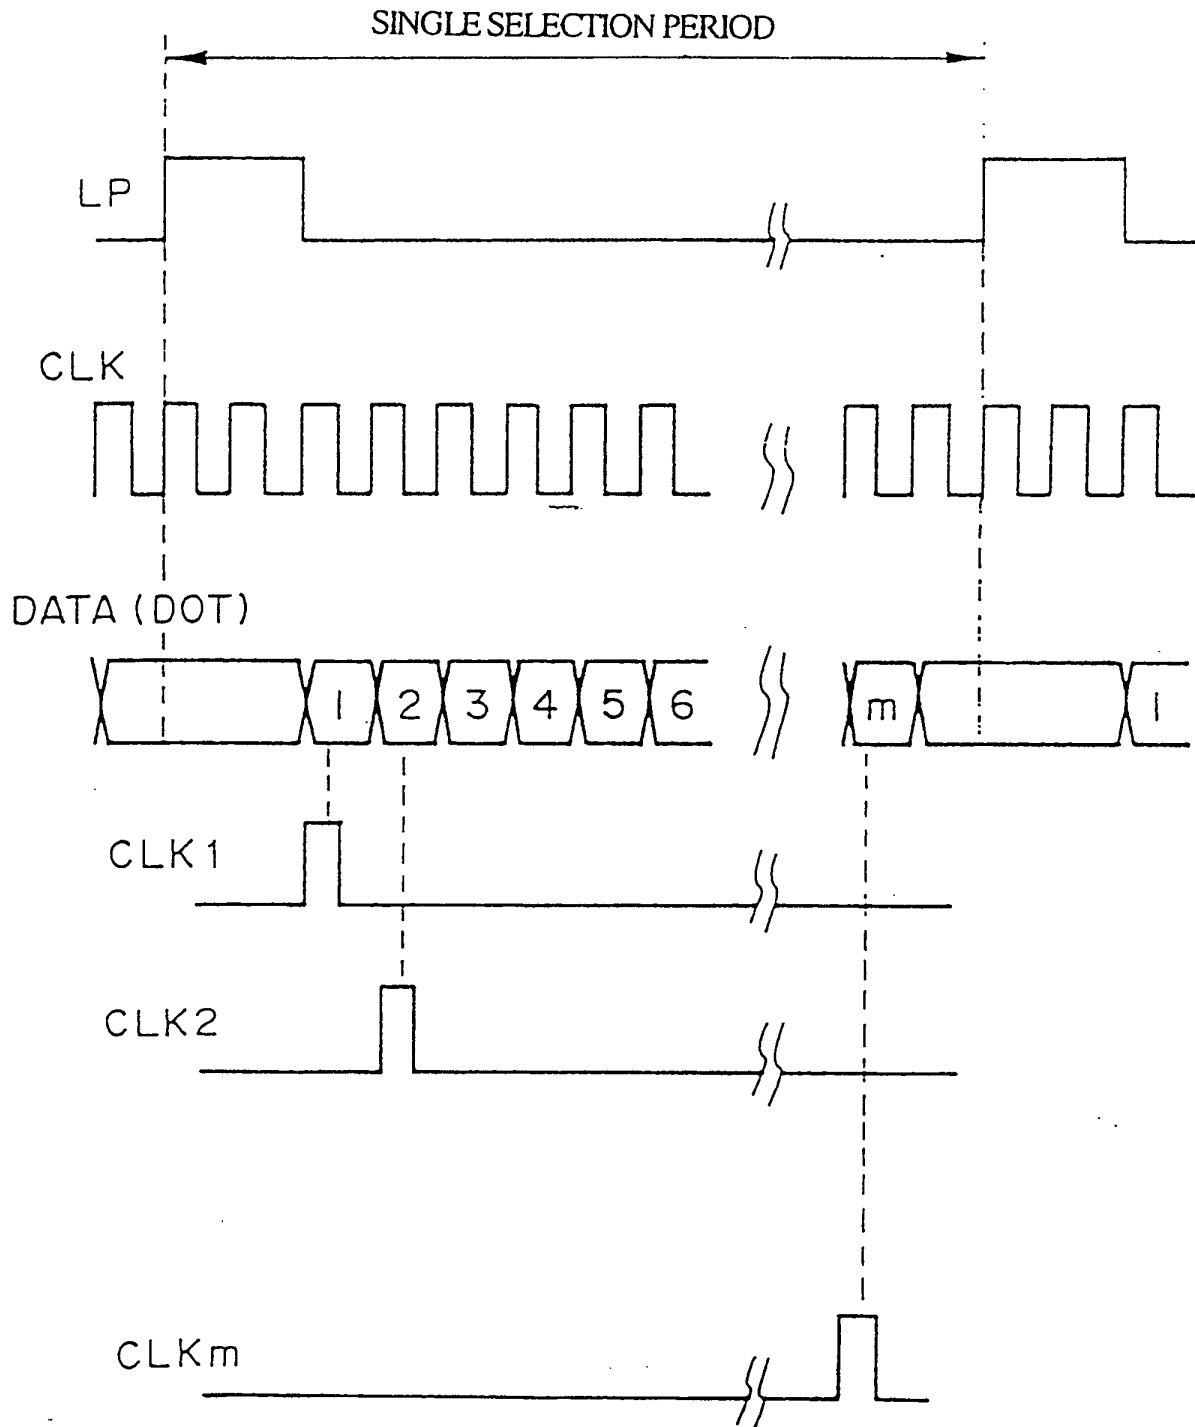 SINGLE SELECTION PERIOD
LP
CLK
DATA (DOT)
1 2 3 4 5 6 m 1
CLK1
CLK2
CLKm